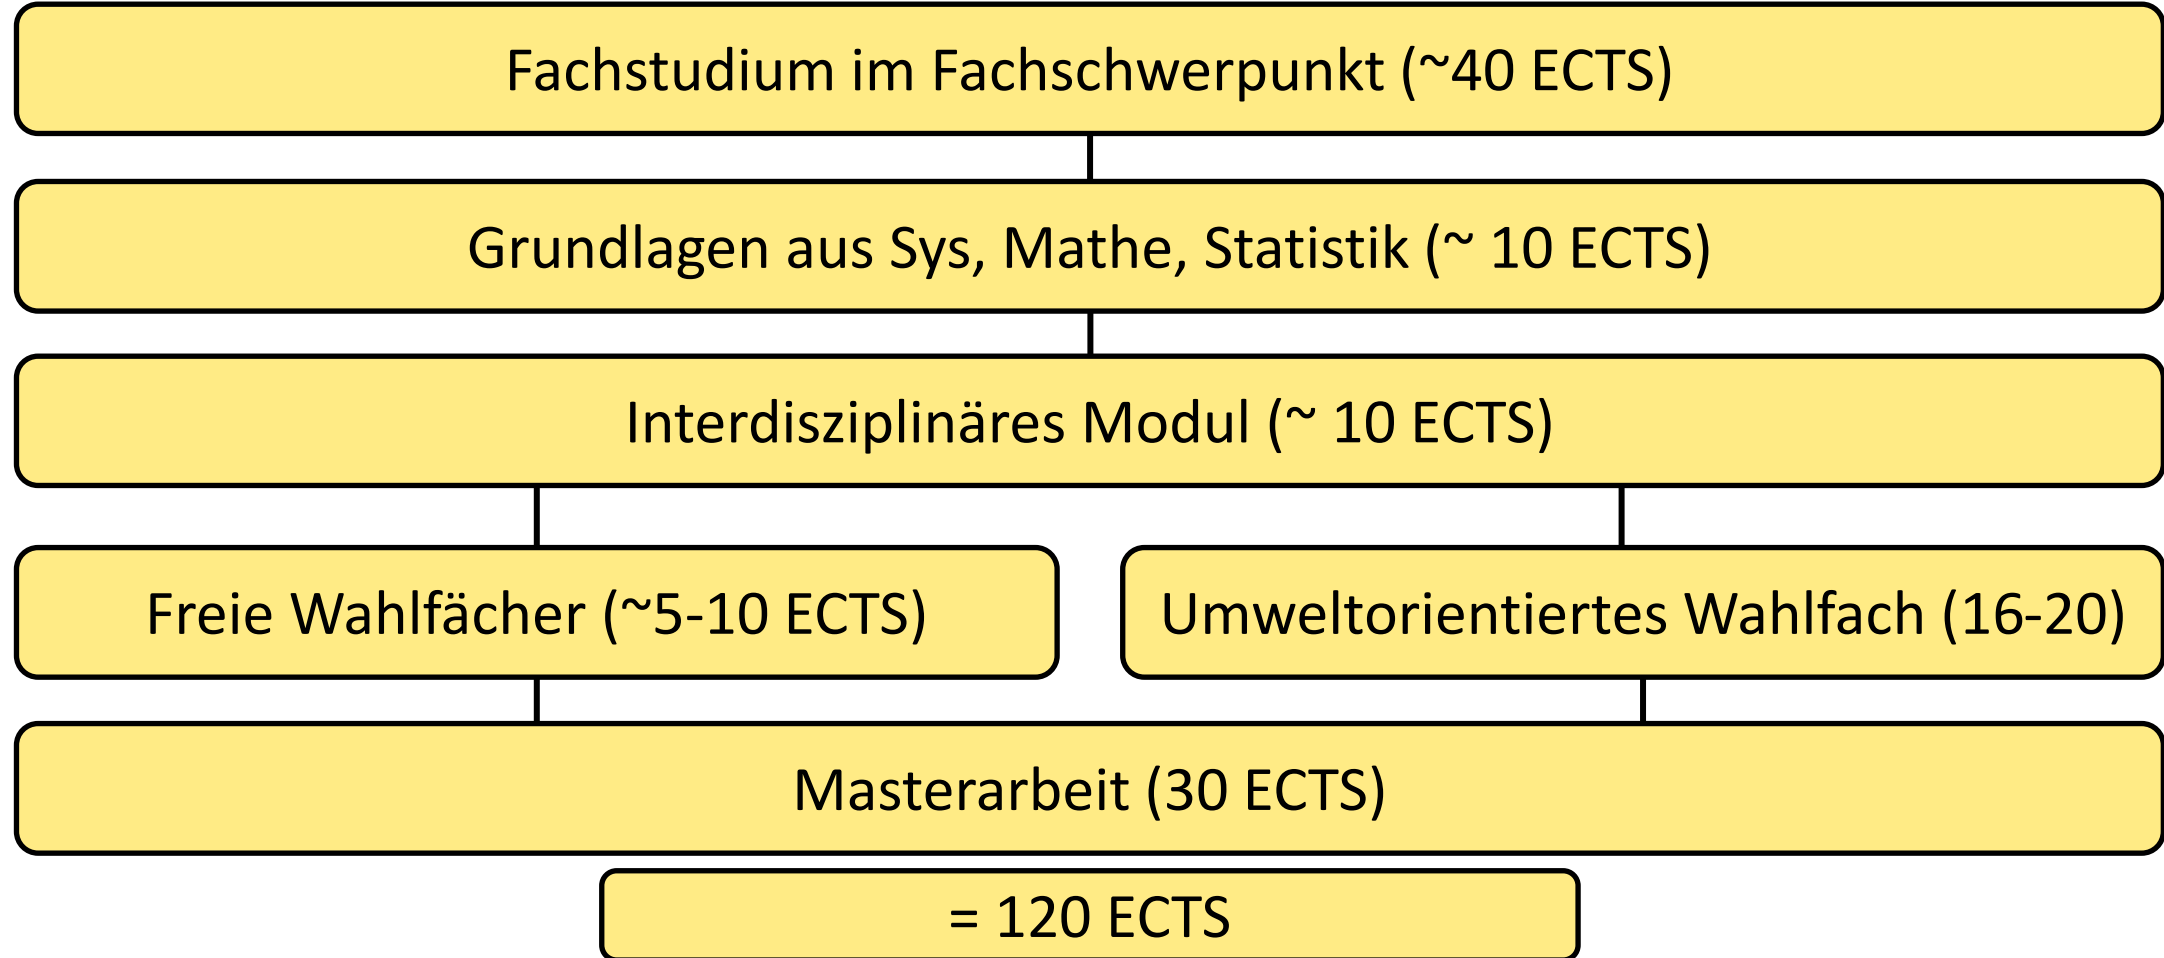 Fachstudium im Fachschwerpunkt (~40 ECTS)
Grundlagen aus Sys, Mathe, Statistik (~ 10 ECTS)
Interdisziplinäres Modul (~ 10 ECTS)
Freie Wahlfächer (~5-10 ECTS)
Umweltorientiertes Wahlfach (16-20)
Masterarbeit (30 ECTS)
= 120 ECTS